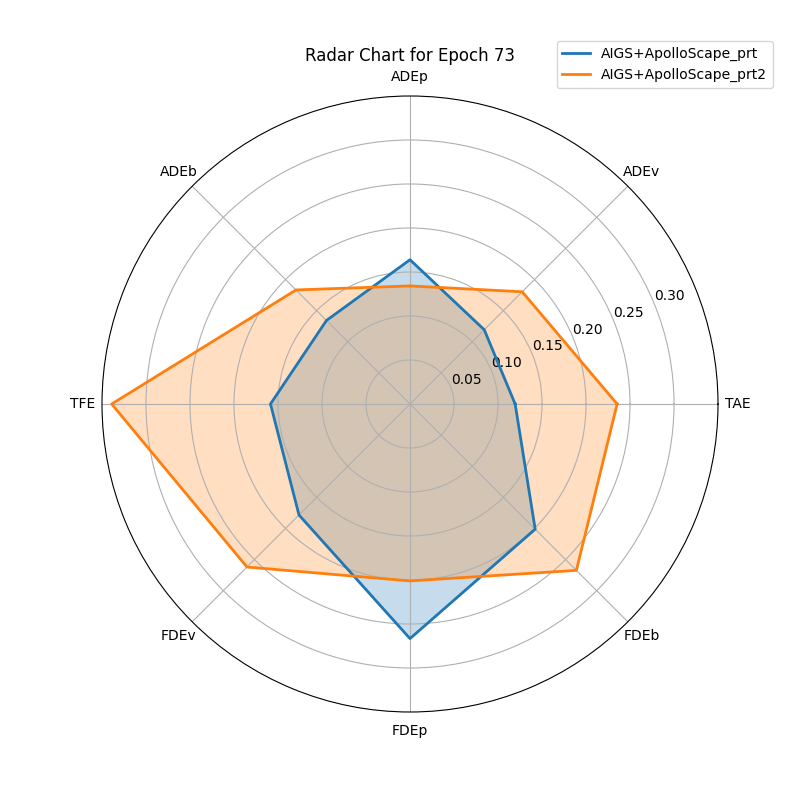 AIGS+ApolloScape_prt
AIGS+ApolloScape_prt2
Radar Chart for Epoch 73
ADEp
ADEb
ADEv
0.30
0.25
0.20
0.15
0.10
0.05
TFE
TAE
FDEv
FDEb
FDEp